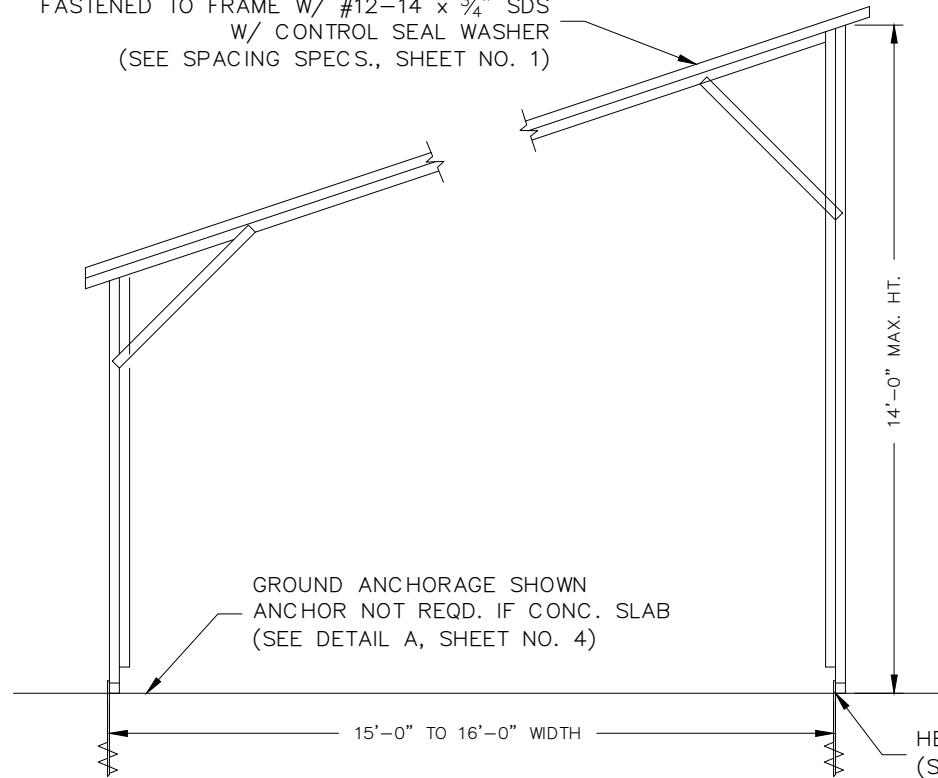 FASTENED TO FRAME W/ #12-14 x 3/4" SDS
W/ CONTROL SEAL WASHER
(SEE SPACING SPECS., SHEET NO. 1)
14'-0" MAX. HT.
GROUND ANCHORAGE SHOWN
ANCHOR NOT REQD. IF CONC. SLAB
(SEE DETAIL A, SHEET NO. 4)
15'-0" TO 16'-0" WIDTH